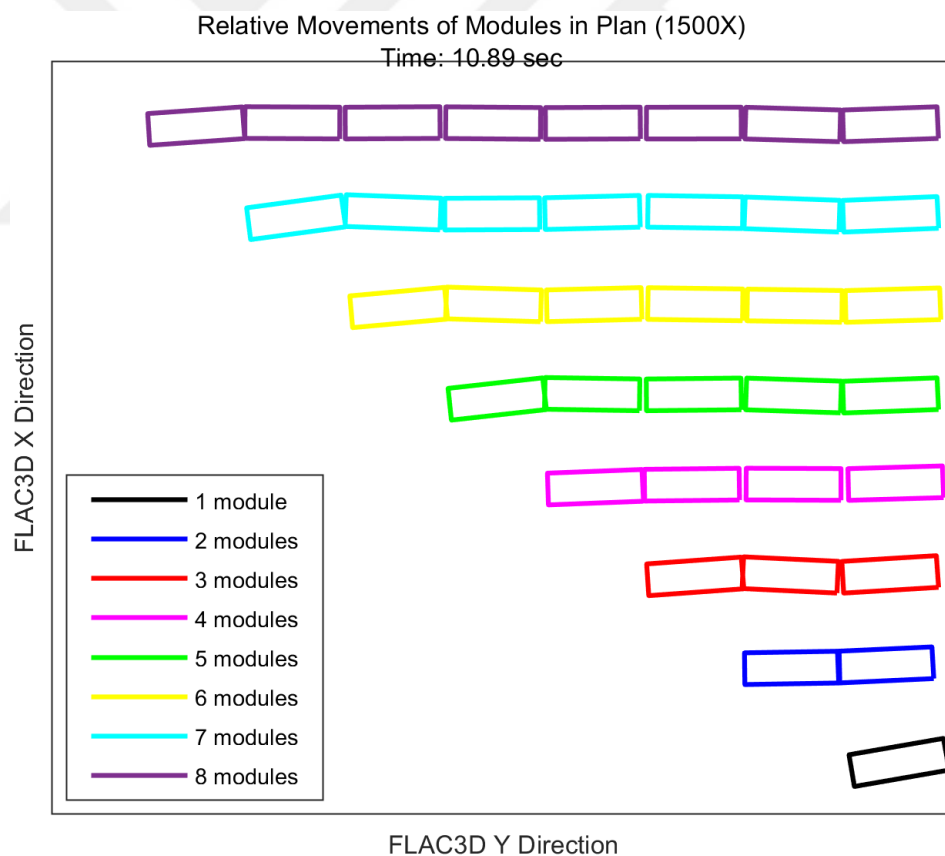 Relative Movements of Modules in Plan (1500X)
Time: 10.89 sec
FLAC3D X Direction
1 module
2 modules
3 modules
4 modules
5 modules
6 modules
7 modules
8 modules
FLAC3D Y Direction